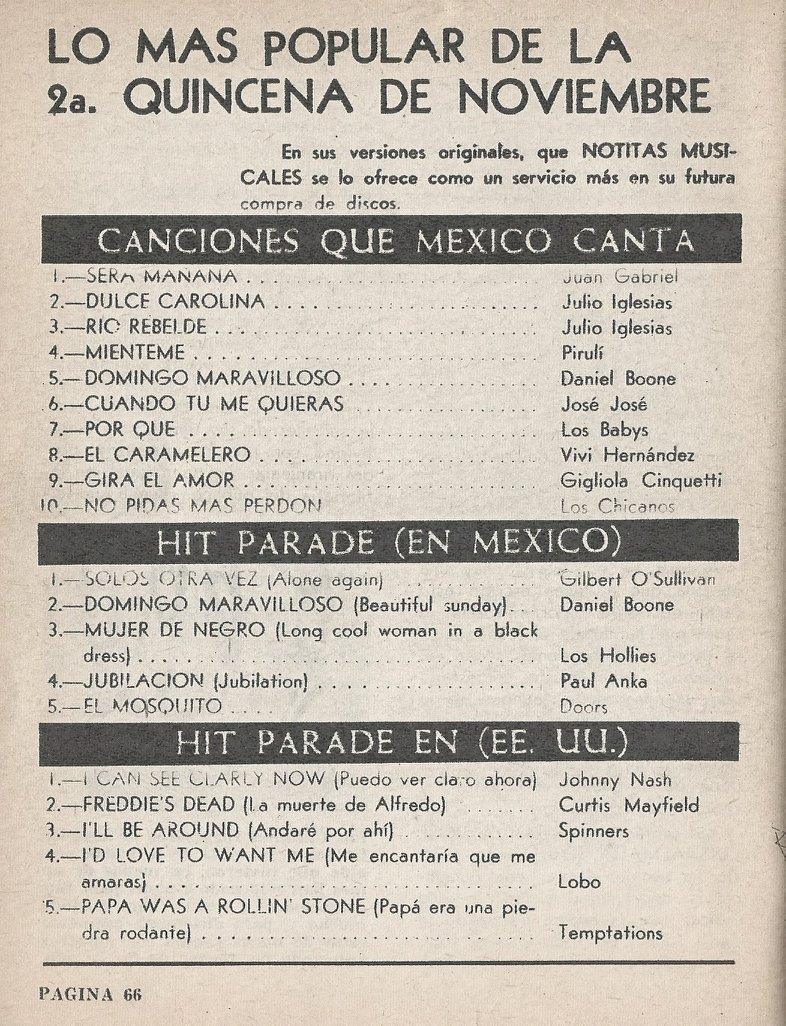 LO MAS POPULAR DE LA
2a. QUINCENA DE NOVIEMBRE
En sus versiones originales, que NOTITAS MUSI-
CALES se lo ofrece como un servicio más en su futura
compra de discos.
CANCIONES QUE MEXICO CANTA
1.—SERA MAÑANA . . . . . . . . . . . . . . . . . . . . . . Juan Gabriel
2.—DULCE CAROLINA . . . . . . . . . . . . . . . . . . . . Julio Iglesias
3.—RIO REBELDE . . . . . . . . . . . . . . . . . . . . . . . . Julio Iglesias
4.—MIENTEME . . . . . . . . . . . . . . . . . . . . . . . . . . Pirulí
5.—DOMINGO MARAVILLOSO . . . . . . . . . . . . . . Daniel Boone
6.—CUANDO TU ME QUIERAS . . . . . . . . . . . . . . José José
7.—POR QUE . . . . . . . . . . . . . . . . . . . . . . . . . . Los Babys
8.—EL CARAMELERO . . . . . . . . . . . . . . . . . . . . . Vivi Hernández
9.—GIRA EL AMOR . . . . . . . . . . . . . . . . . . . . . . Gigliola Cinquetti
10.—NO PIDAS MAS PERDON Los Chicanos
HIT PARADE (EN MEXICO)
1.—SOLOS OTRA VEZ (Alone again) . . . . . . . . . . . Gilbert O'Sullivan
2.—DOMINGO MARAVILLOSO (Beautiful sunday). . . Daniel Boone
3.—MUJER DE NEGRO (Long cool woman in a black
dress) . . . . . . . . . . . . . . . . . . . . . . . . . . . . . . Los Hollies
4.—JUBILACION (Jubilation) . . . . . . . . . . . . . . . . . Paul Anka
5.—EL MOSQUITO . . . . Doors
HIT PARADE EN (EE. UU.)
1.—I CAN SEE CLARLY NOW (Puedo ver claro ahora) Johnny Nash
2.—FREDDIE'S DEAD (La muerte de Alfredo) . . . . . . . Curtis Mayfield
3.—I'LL BE AROUND (Andaré por ahí) . . . . . . . . . . . Spinners
4.—I'D LOVE TO WANT ME (Me encantaría que me
amaras) . . . . . . . . . . . . . . . . . . . . . . . . . . . . Lobo
5.—PAPA WAS A ROLLIN' STONE (Papá era una pie-
dra rodante) . . . . . . . . . . . . . . . . . . . . . . . . . Temptations
PAGINA 66